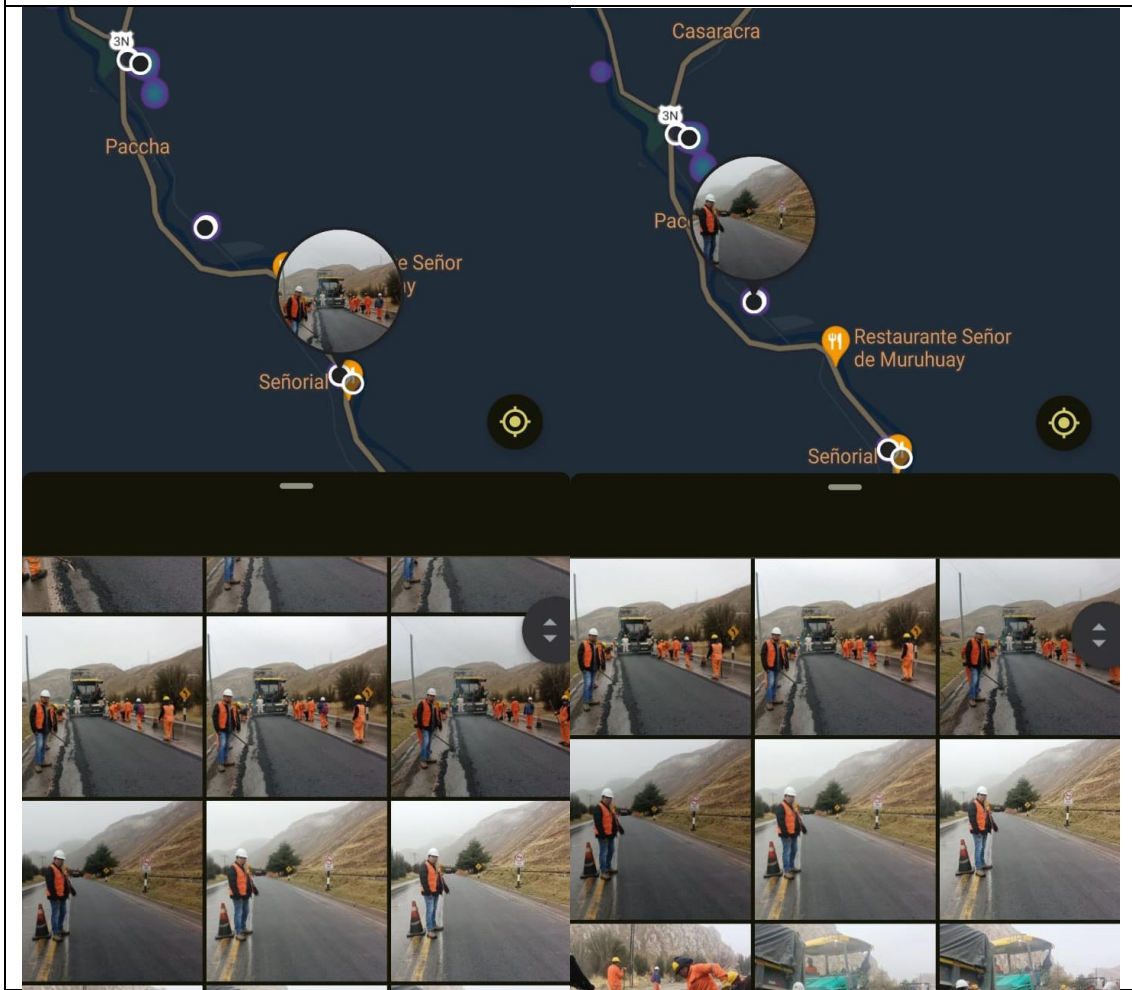 3N
Paccha
e Señor
y
Señorial
Casaracra
3N
Pac
Restaurante Señor
de Muruhuay
Señorial